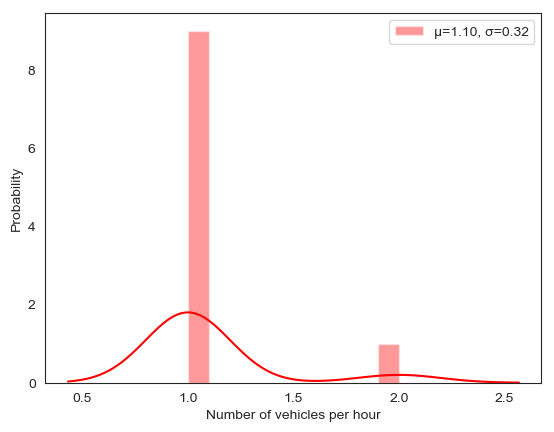 μ=1.10, σ=0.32
Probability
8
6
4
2
0
0.5 1.0 1.5 2.0 2.5
Number of vehicles per hour